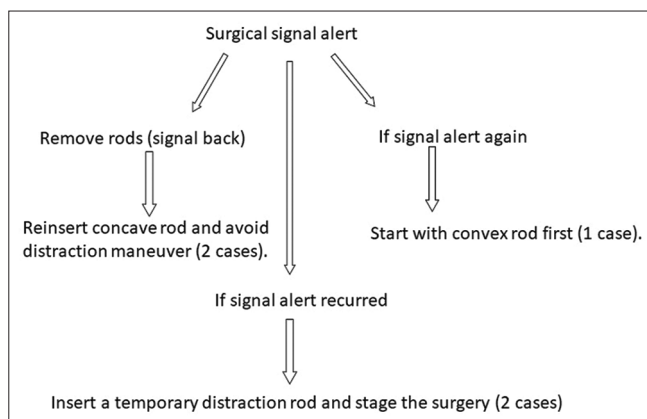 Surgical signal alert
Remove rods (signal back)
If signal alert again
Reinsert concave rod and avoid
distraction maneuver (2 cases).
Start with convex rod first (1 case).
If signal alert recurred
Insert a temporary distraction rod and stage the surgery (2 cases)